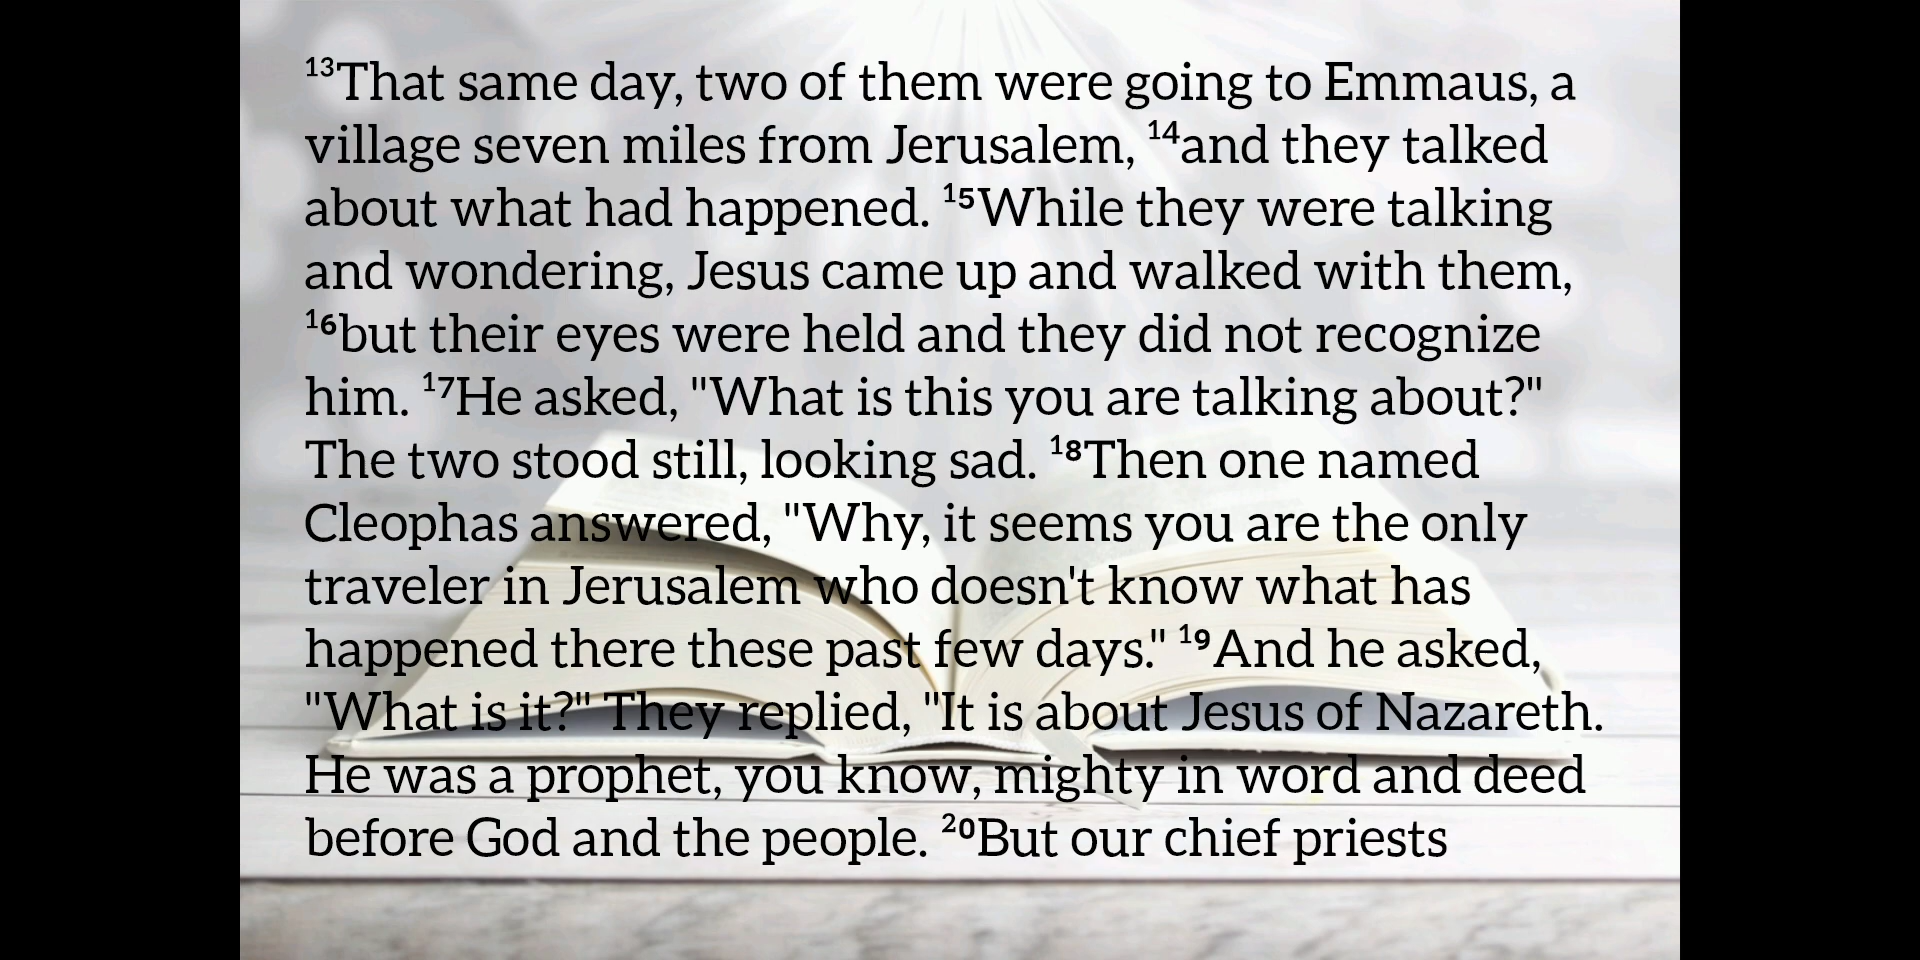 ¹³That same day, two of them were going to Emmaus, a
village seven miles from Jerusalem, ¹⁴and they talked
about what had happened. ¹⁵While they were talking
and wondering, Jesus came up and walked with them,
¹⁶but their eyes were held and they did not recognize
him. ¹⁷He asked, "What is this you are talking about?"
The two stood still, looking sad. ¹⁸Then one named
Cleophas answered, "Why, it seems you are the only
traveler in Jerusalem who doesn't know what has
happened there these past few days." ¹⁹And he asked,
"What is it?" They replied, "It is about Jesus of Nazareth.
He was a prophet, you know, mighty in word and deed
before God and the people. ²⁰But our chief priests